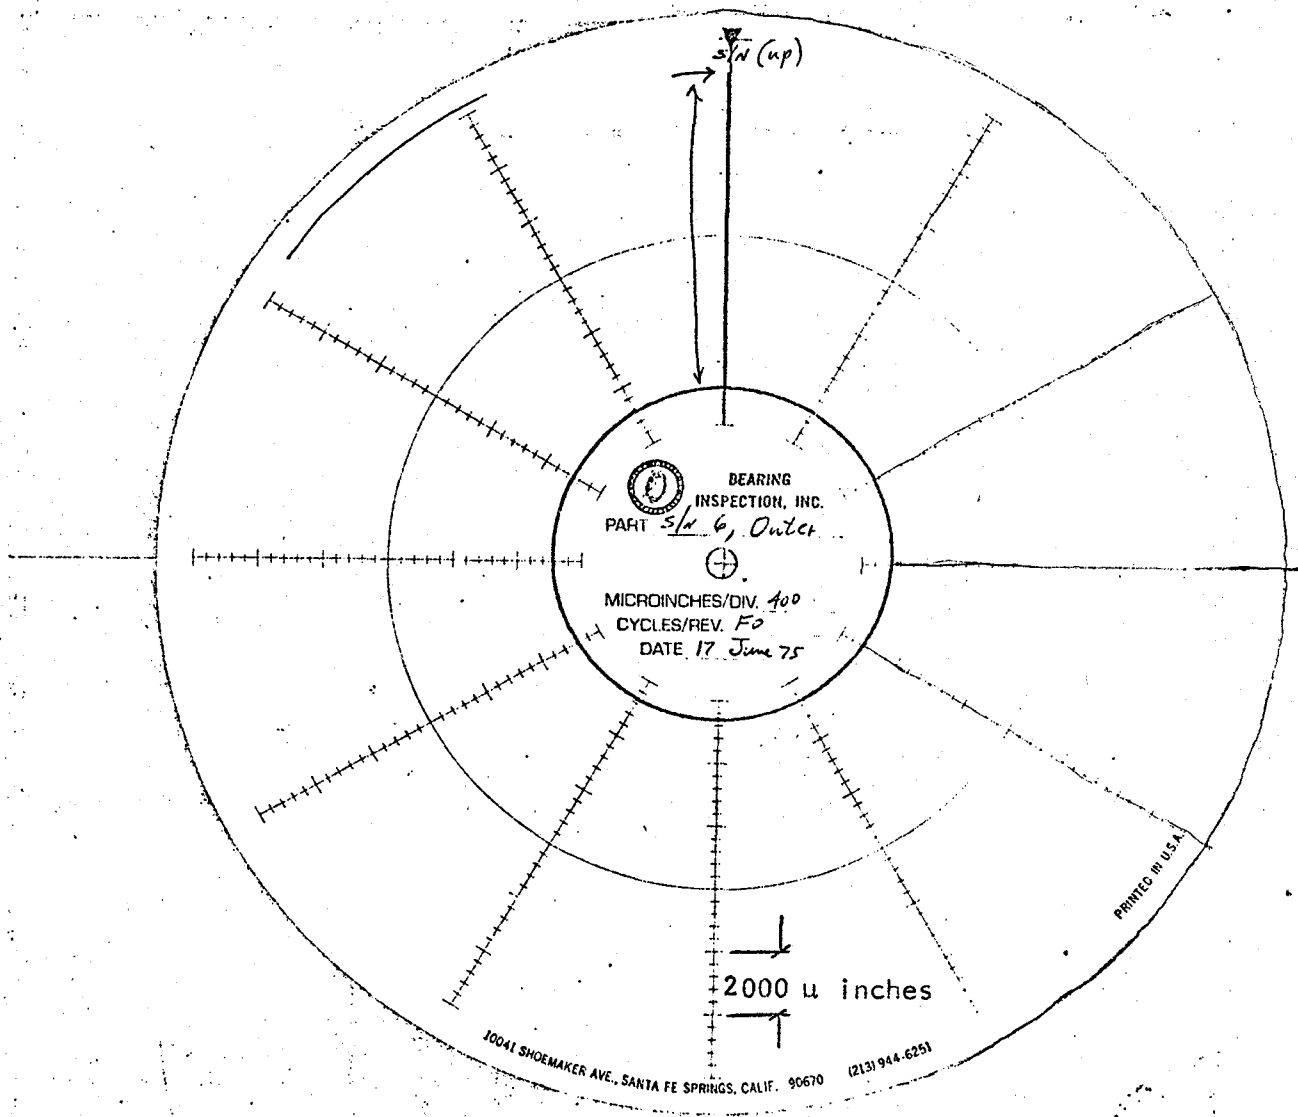 S/N (up)
BEARING
INSPECTION, INC.
PART S/N 6, Outer
MICROINCHES/DIV. 400
CYCLES/REV. FO
DATE 17 June 75
PRINTED IN U.S.A.
2000 u inches
10041 SHOEMAKER AVE., SANTA FE SPRINGS, CALIF. 90670 (213) 944-6251